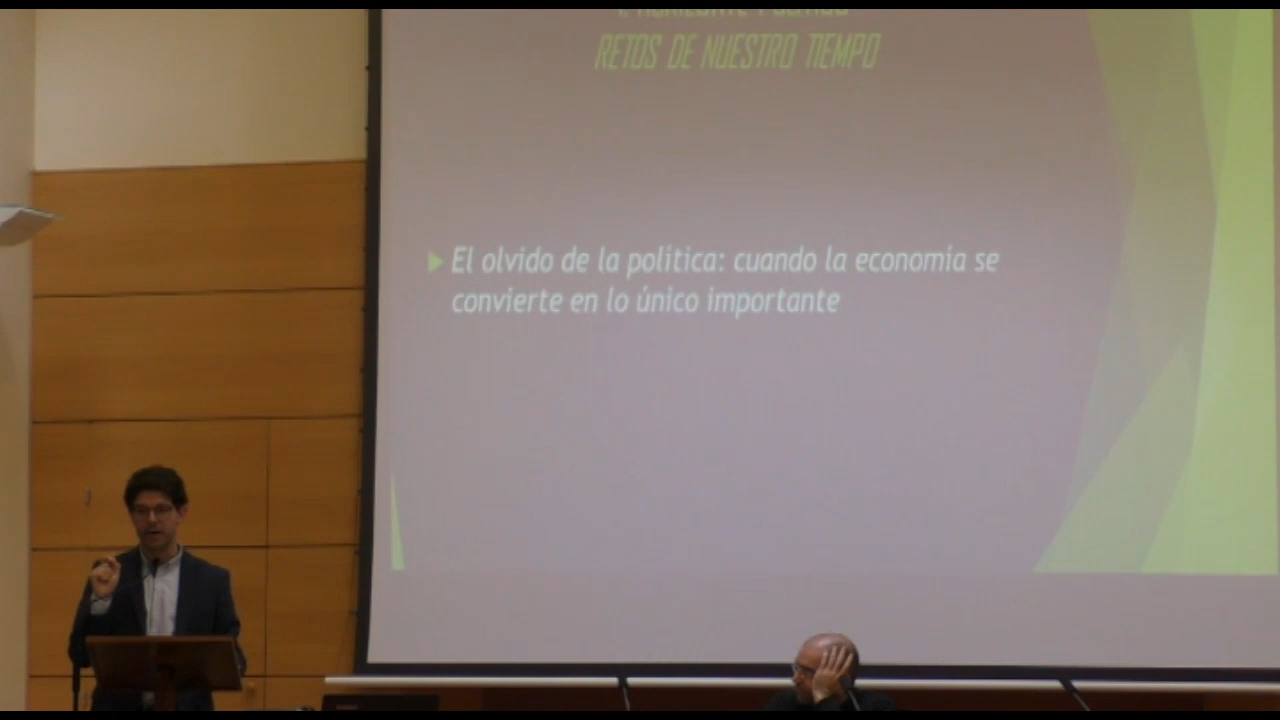 RETOS DE NUESTRO TIEMPO
El olvido de la política: cuando la economía se
convierte en lo único importante